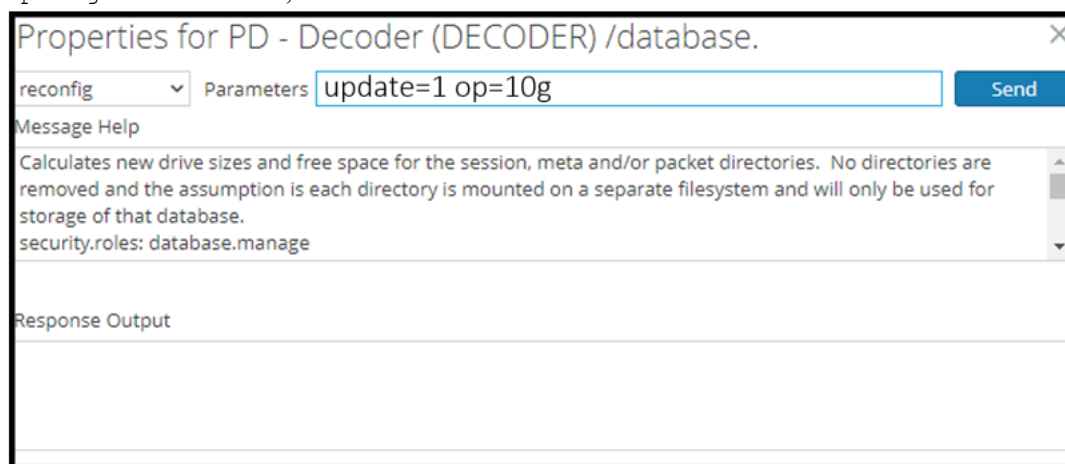 Properties for PD - Decoder (DECODER) /database.
reconfig Parameters update=1 op=10g Send
Message Help
Calculates new drive sizes and free space for the session, meta and/or packet directories. No directories are
removed and the assumption is each directory is mounted on a separate filesystem and will only be used for
storage of that database.
security.roles: database.manage
Response Output